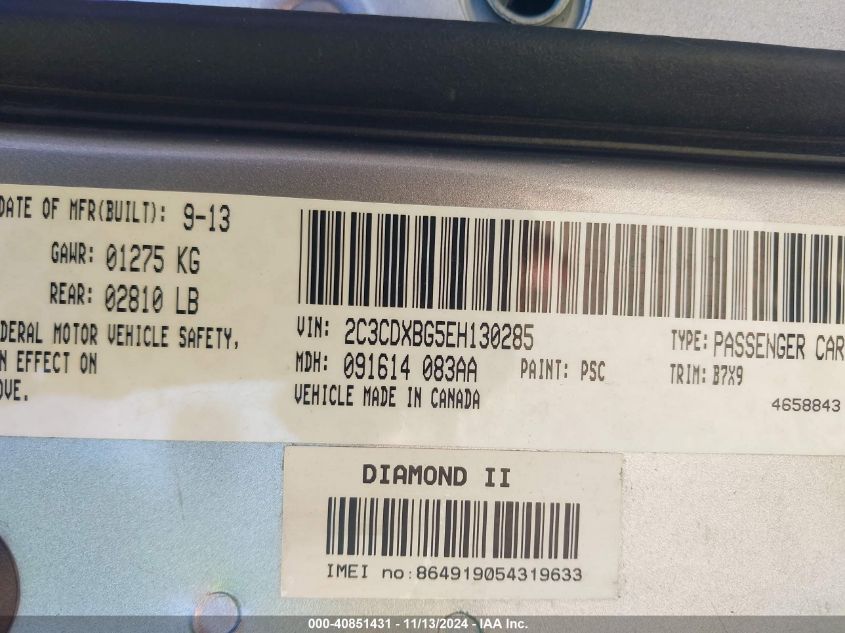 DATE OF MFR(BUILT): 9-13
GAWR: 01275 KG
REAR: 02810 LB
MOTOR VEHICLE SAFETY,
EFFECT ON
VIN: 2C3CDXBG5EH130285
TYPE: PASSENGER CAR
MDH: 091614 083AA
PAINT: PSC
TRIM: B7X9
VEHICLE MADE IN CANADA
4658843
DIAMOND II
IMEI no:864919054319633
000-40851431 - 11/13/2024 - IAA Inc.